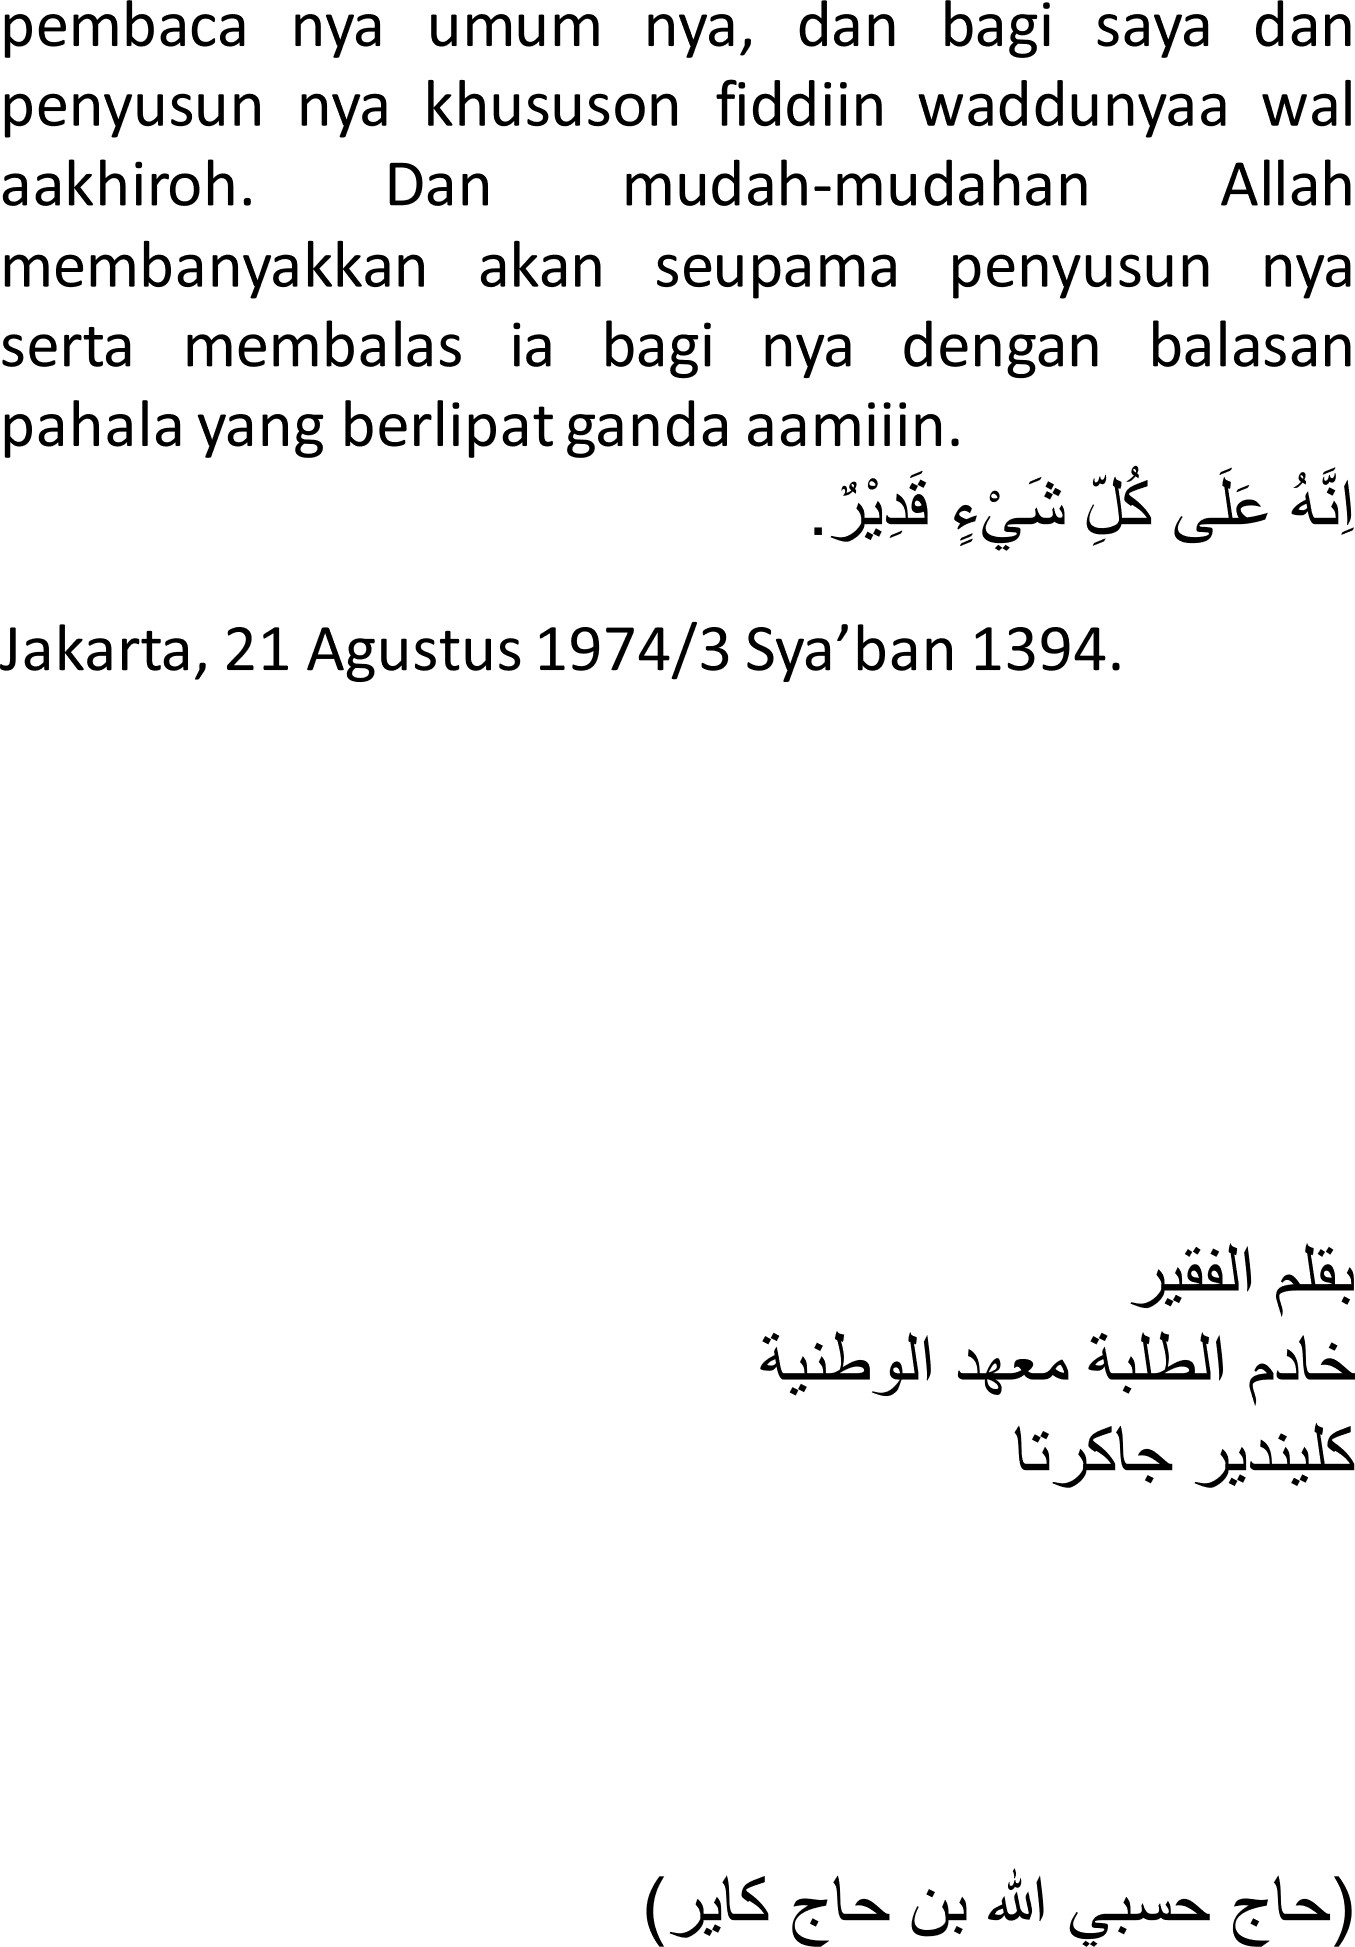 pembaca nya umum nya, dan bagi saya dan
penyusun nya khususon fiddiin waddunyaa wal
aakhiroh. Dan mudah-mudahan Allah
membanyakkan akan seupama penyusun nya
serta membalas ia bagi nya dengan balasan
pahala yang berlipat ganda aamiiin.
اِنَّهُ عَلَى كُلِّ شَيْءٍ قَدِيْرٌ.
Jakarta, 21 Agustus 1974/3 Sya’ban 1394.
بقلم الفقير
خادم الطلبة معهد الوطنية
كليندير جاكرتا
(حاج حسبي الله بن حاج كاير)